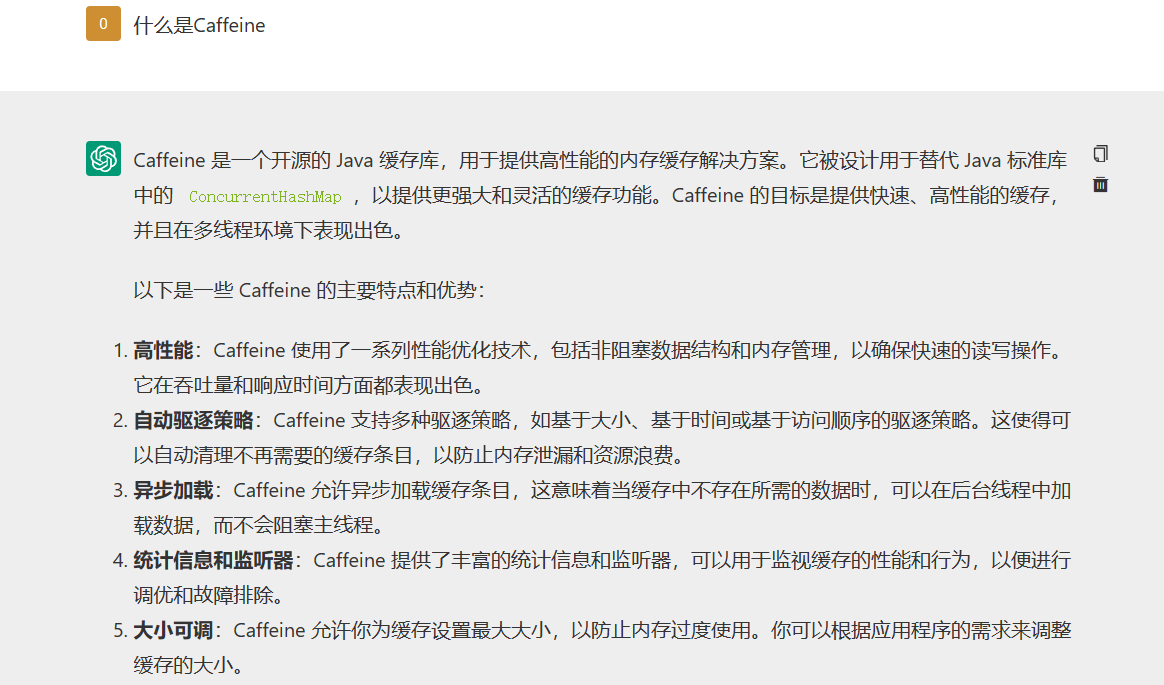 0 什么是Caffeine
Caffeine 是一个开源的 Java 缓存库，用于提供高性能的内存缓存解决方案。它被设计用于替代 Java 标准库
中的 ConcurrentHashMap ，以提供更强大和灵活的缓存功能。Caffeine 的目标是提供快速、高性能的缓存，
并且在多线程环境下表现出色。
以下是一些 Caffeine 的主要特点和优势：
1. 高性能：Caffeine 使用了一系列性能优化技术，包括非阻塞数据结构和内存管理，以确保快速的读写操作。
它在吞吐量和响应时间方面都表现出色。
2. 自动驱逐策略：Caffeine 支持多种驱逐策略，如基于大小、基于时间或基于访问顺序的驱逐策略。这使得可
以自动清理不再需要的缓存条目，以防止内存泄漏和资源浪费。
3. 异步加载：Caffeine 允许异步加载缓存条目，这意味着当缓存中不存在所需的数据时，可以在后台线程中加
载数据，而不会阻塞主线程。
4. 统计信息和监听器：Caffeine 提供了丰富的统计信息和监听器，可以用于监视缓存的性能和行为，以便进行
调优和故障排除。
5. 大小可调：Caffeine 允许你为缓存设置最大大小，以防止内存过度使用。你可以根据应用程序的需求来调整
缓存的大小。